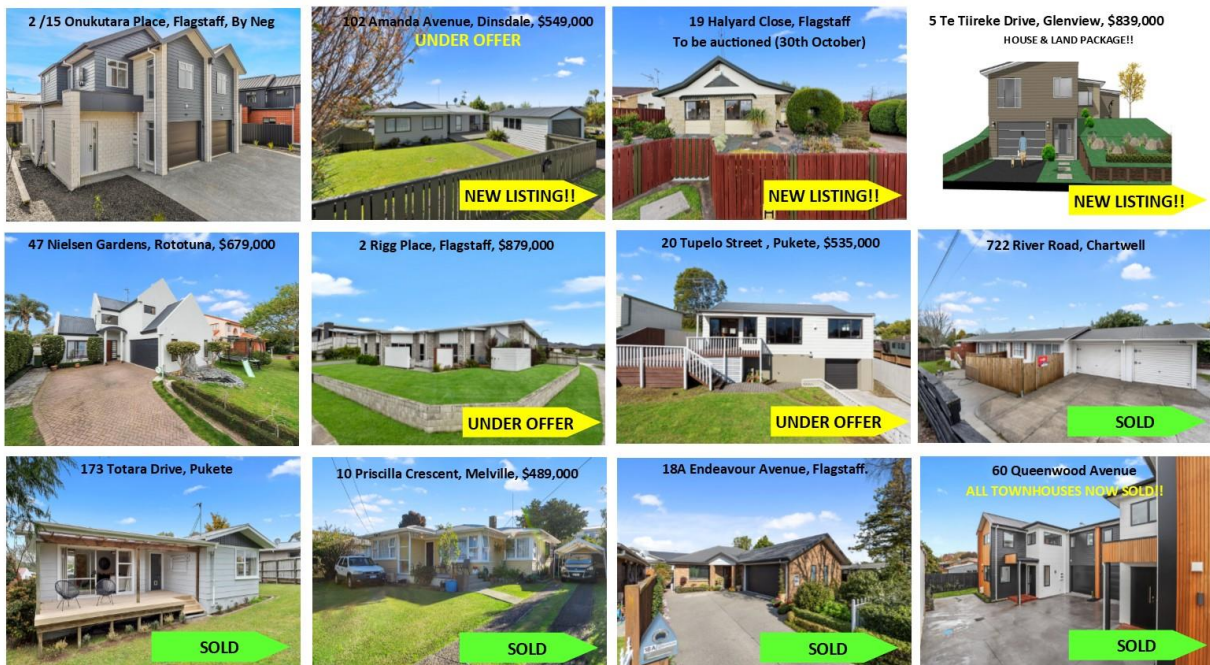 2 /15 Onukutara Place, Flagstaff, By Neg
102 Amanda Avenue, Dinsdale, $549,000
UNDER OFFER
NEW LISTING!!
19 Halyard Close, Flagstaff
To be auctioned (30th October)
NEW LISTING!!
5 Te Tiireke Drive, Glenview, $839,000
HOUSE & LAND PACKAGE!!
NEW LISTING!!
47 Nielsen Gardens, Rototuna, $679,000
2 Rigg Place, Flagstaff, $879,000
UNDER OFFER
20 Tupelo Street , Pukete, $535,000
UNDER OFFER
722 River Road, Chartwell
SOLD
173 Totara Drive, Pukete
SOLD
10 Priscilla Crescent, Melville, $489,000
SOLD
18A Endeavour Avenue, Flagstaff.
18A
SOLD
60 Queenwood Avenue
ALL TOWNHOUSES NOW SOLD!!
SOLD